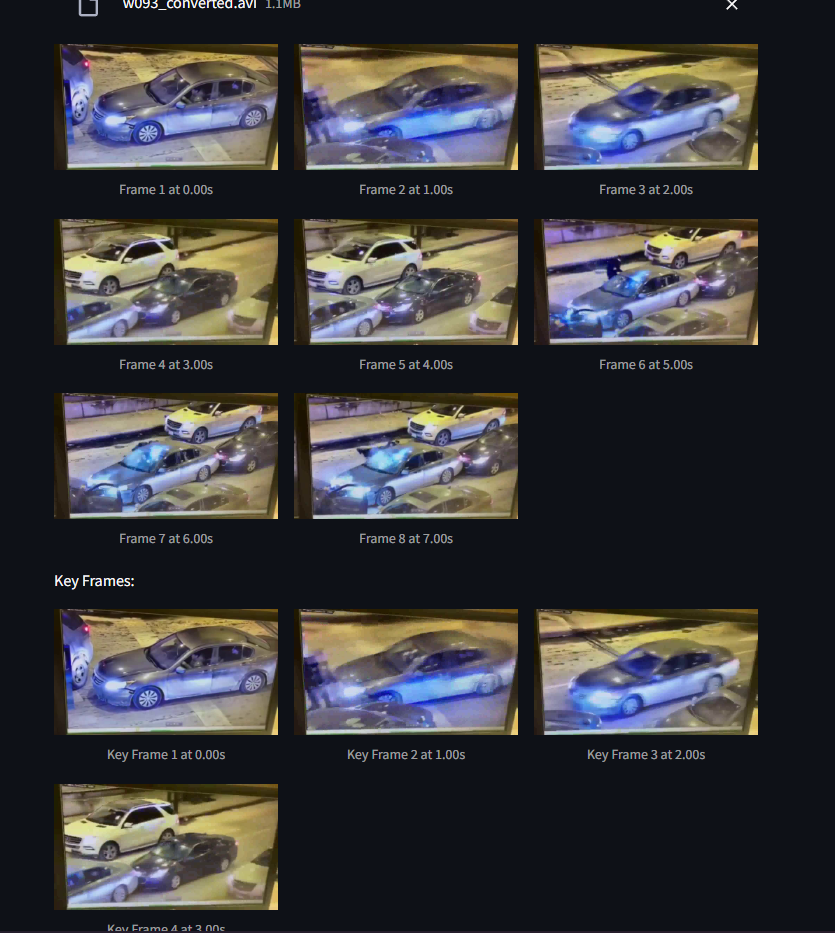 w093_converted.avi 1.1MB
Frame 1 at 0.00s
Frame 2 at 1.00s
Frame 3 at 2.00s
Frame 4 at 3.00s
Frame 5 at 4.00s
Frame 6 at 5.00s
Frame 7 at 6.00s
Frame 8 at 7.00s
Key Frames:
Key Frame 1 at 0.00s
Key Frame 2 at 1.00s
Key Frame 3 at 2.00s
Key Frame 4 at 3.00s